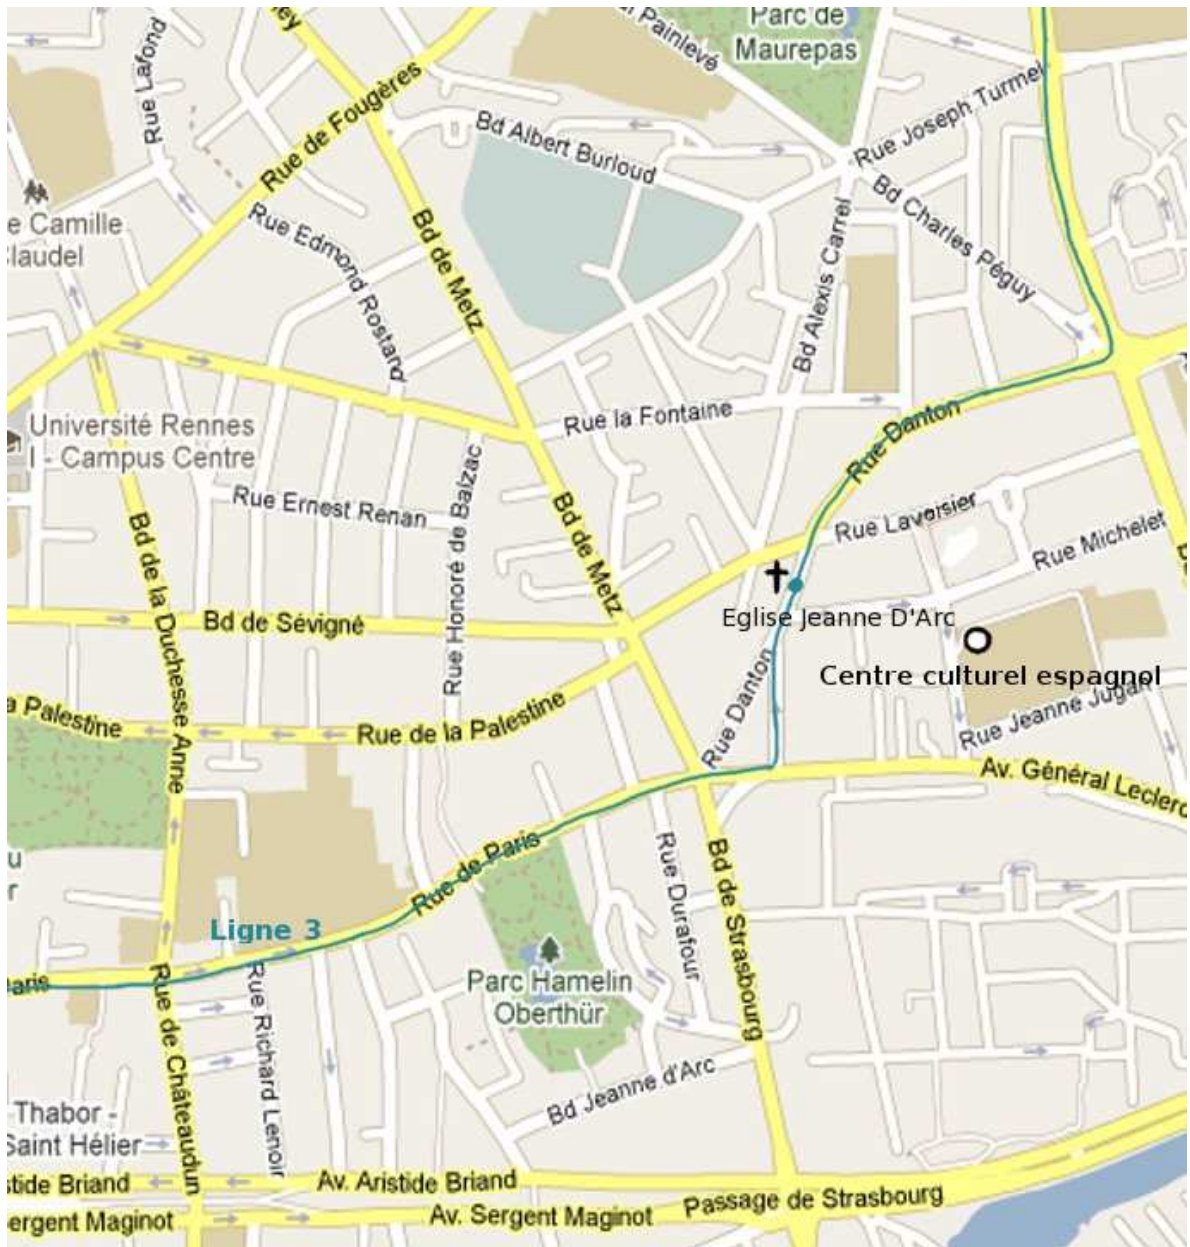 Parc de
Maurepas
Painlevé
Rue Lafond
Rue de Fougères
Rue Joseph Turmel
Bd Albert Burloud
Bd Charles Péguy
e Camille
Claudel
Rue Edmond Rostand
Bd de Metz
Bd Alexis Carrel
Rue la Fontaine
Rue Danton
Université Rennes
I - Campus Centre
Rue Ernest Renan
Rue Honoré de Balzac
Bd de Metz
Rue Lavoisier
Rue Michelet
Bd de la Duchesse Anne
Bd de Sévigné
Eglise Jeanne D'Arc
Centre culturel espagnol
Rue Danton
Rue Jeanne Jugan
a Palestine
Rue de la Palestine
Av. Général Leclerc
u
r
Rue de Paris
Rue Durafour
Bd de Strasbourg
Ligne 3
Paris
Parc Hamelin
Oberthür
Rue de Châteaudun
Rue Richard Lenoir
Bd Jeanne d'Arc
Thabor -
Saint Hélier
stide Briand
Av. Aristide Briand
Passage de Strasbourg
Sergent Maginot
Av. Sergent Maginot